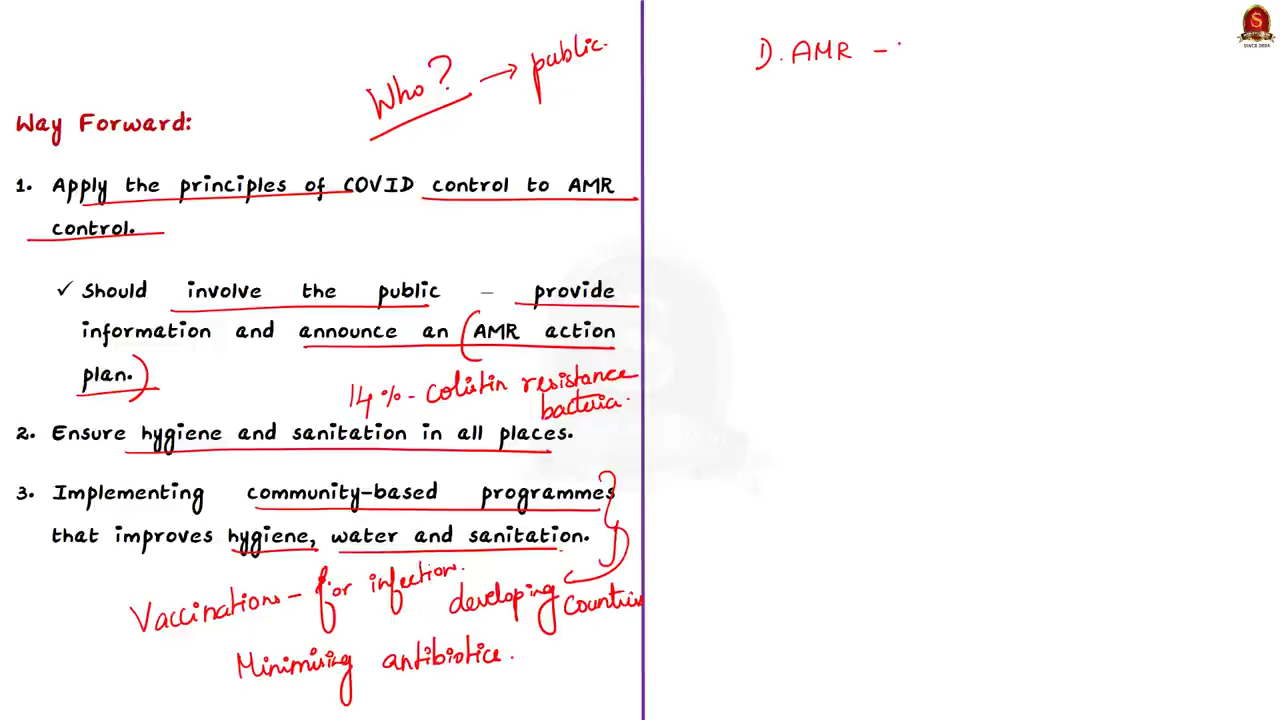 Who? → public.
Way Forward:
1. Apply the principles of COVID control to AMR
control.
✓ Should involve the public – provide
information and announce an (AMR action
plan.)
14% - Colistin resistance
bacteria.
2. Ensure hygiene and sanitation in all places.
3. Implementing community-based programmes
that improves hygiene, water and sanitation.
Vaccinations - for infection.
developing Countries
Minimising antibiotics.
D. AMR -
S
SINCE 2004